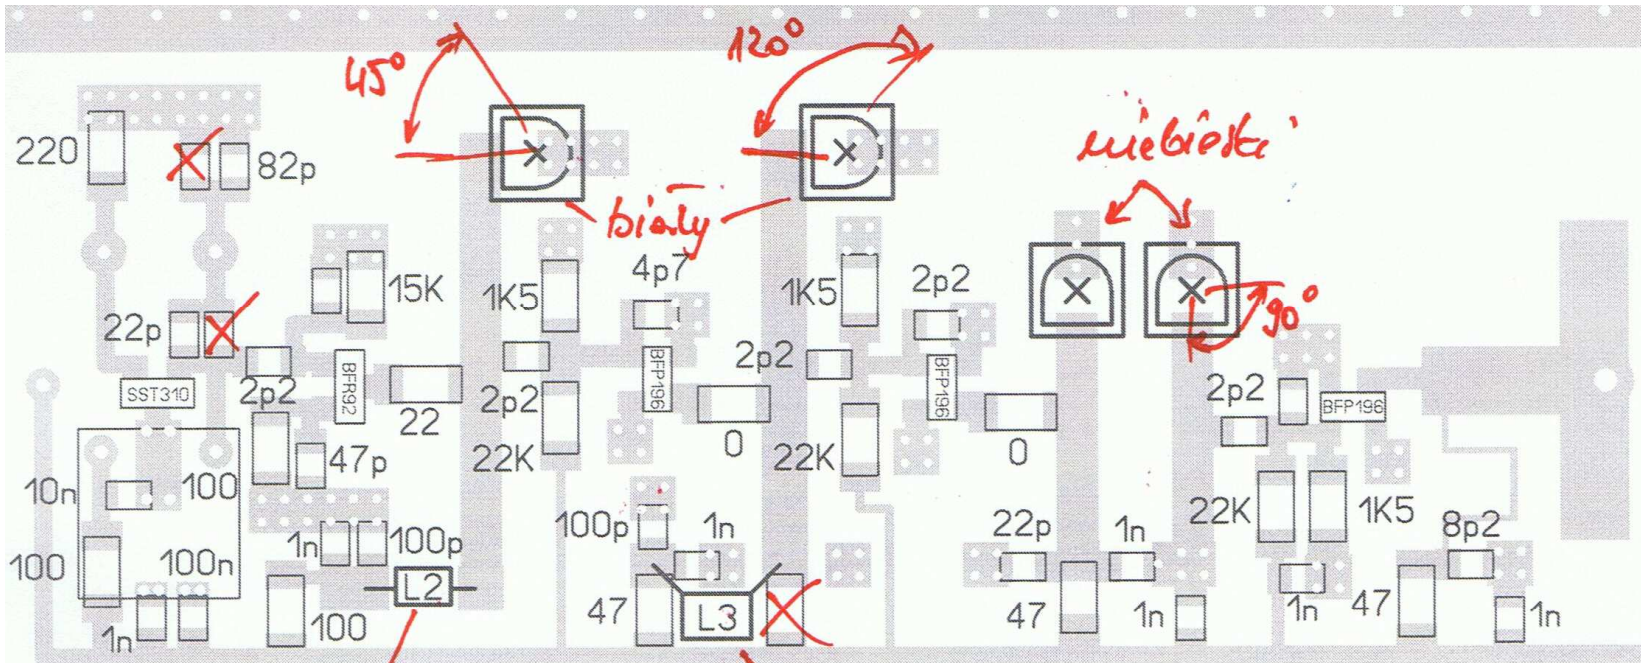 45°
120°
220
82p
niebieski
biały
15K
1K5
4p7
1K5
2p2
90°
22p
SST310
2p2
BFR92
22
2p2
BFP196
2p2
BFP196
2p2
BFP196
0
0
47p
22K
22K
10n
100
100p
1n
22p
1n
22K
1K5
8p2
1n
100p
100
100n
L2
47
L3
47
1n
1n
47
1n
1n
100